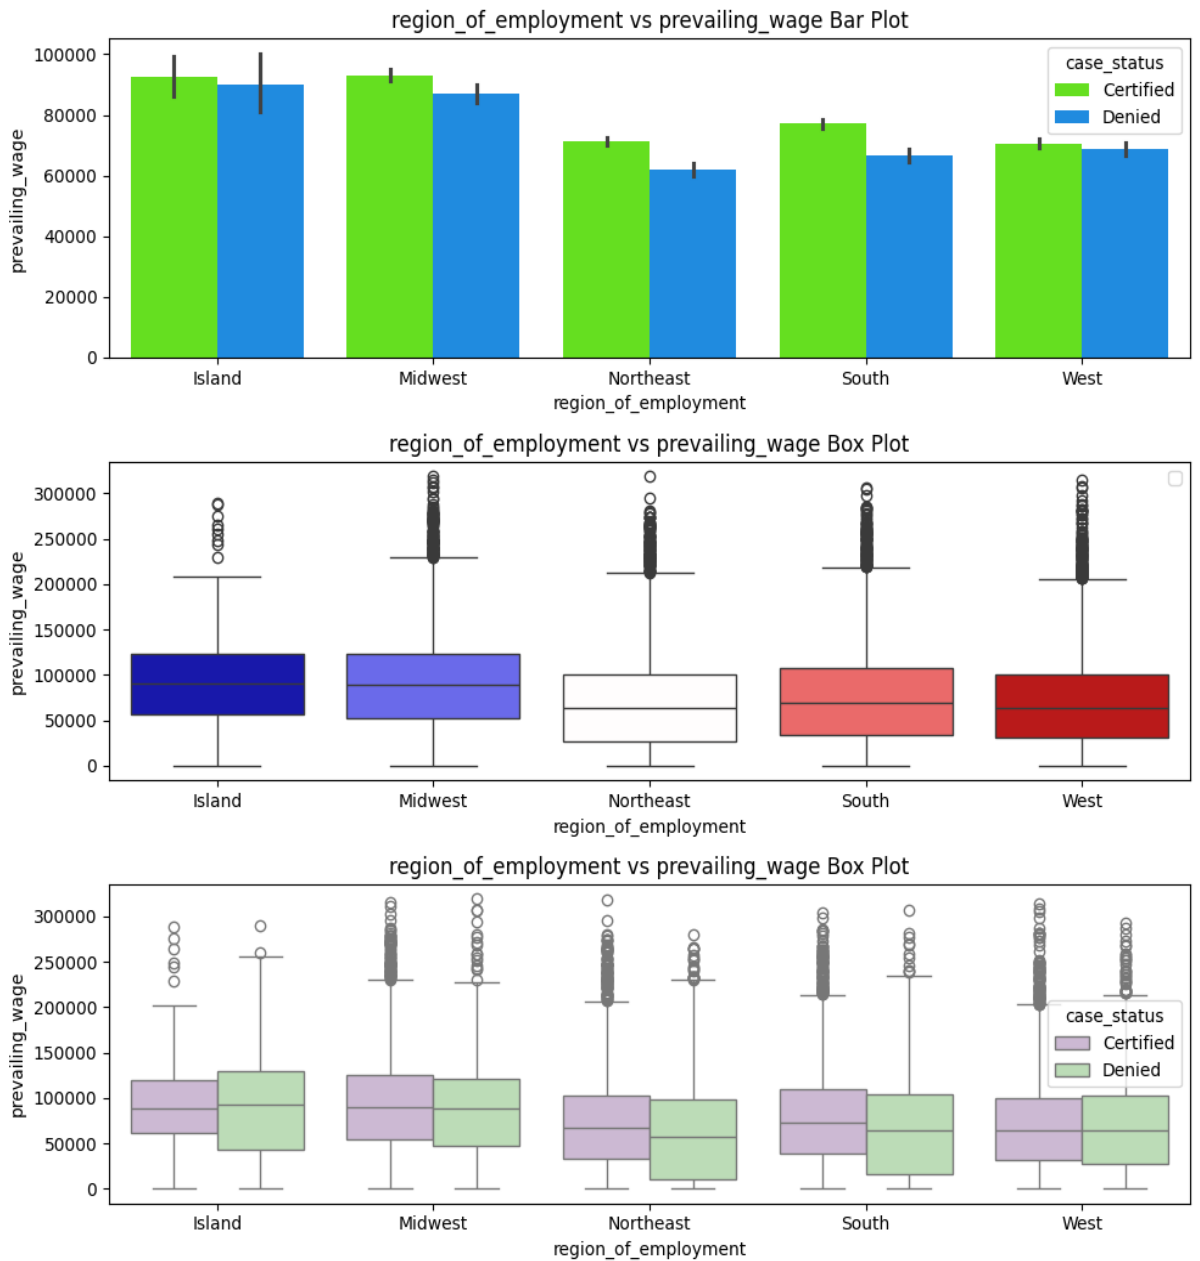 region_of_employment vs prevailing_wage Bar Plot
100000
80000
60000
40000
20000
0
prevailing_wage
case_status
Certified
Denied
Island Midwest Northeast South West
region_of_employment
region_of_employment vs prevailing_wage Box Plot
300000
250000
200000
150000
100000
50000
0
prevailing_wage
Island Midwest Northeast South West
region_of_employment
region_of_employment vs prevailing_wage Box Plot
300000
250000
200000
150000
100000
50000
0
prevailing_wage
case_status
Certified
Denied
Island Midwest Northeast South West
region_of_employment